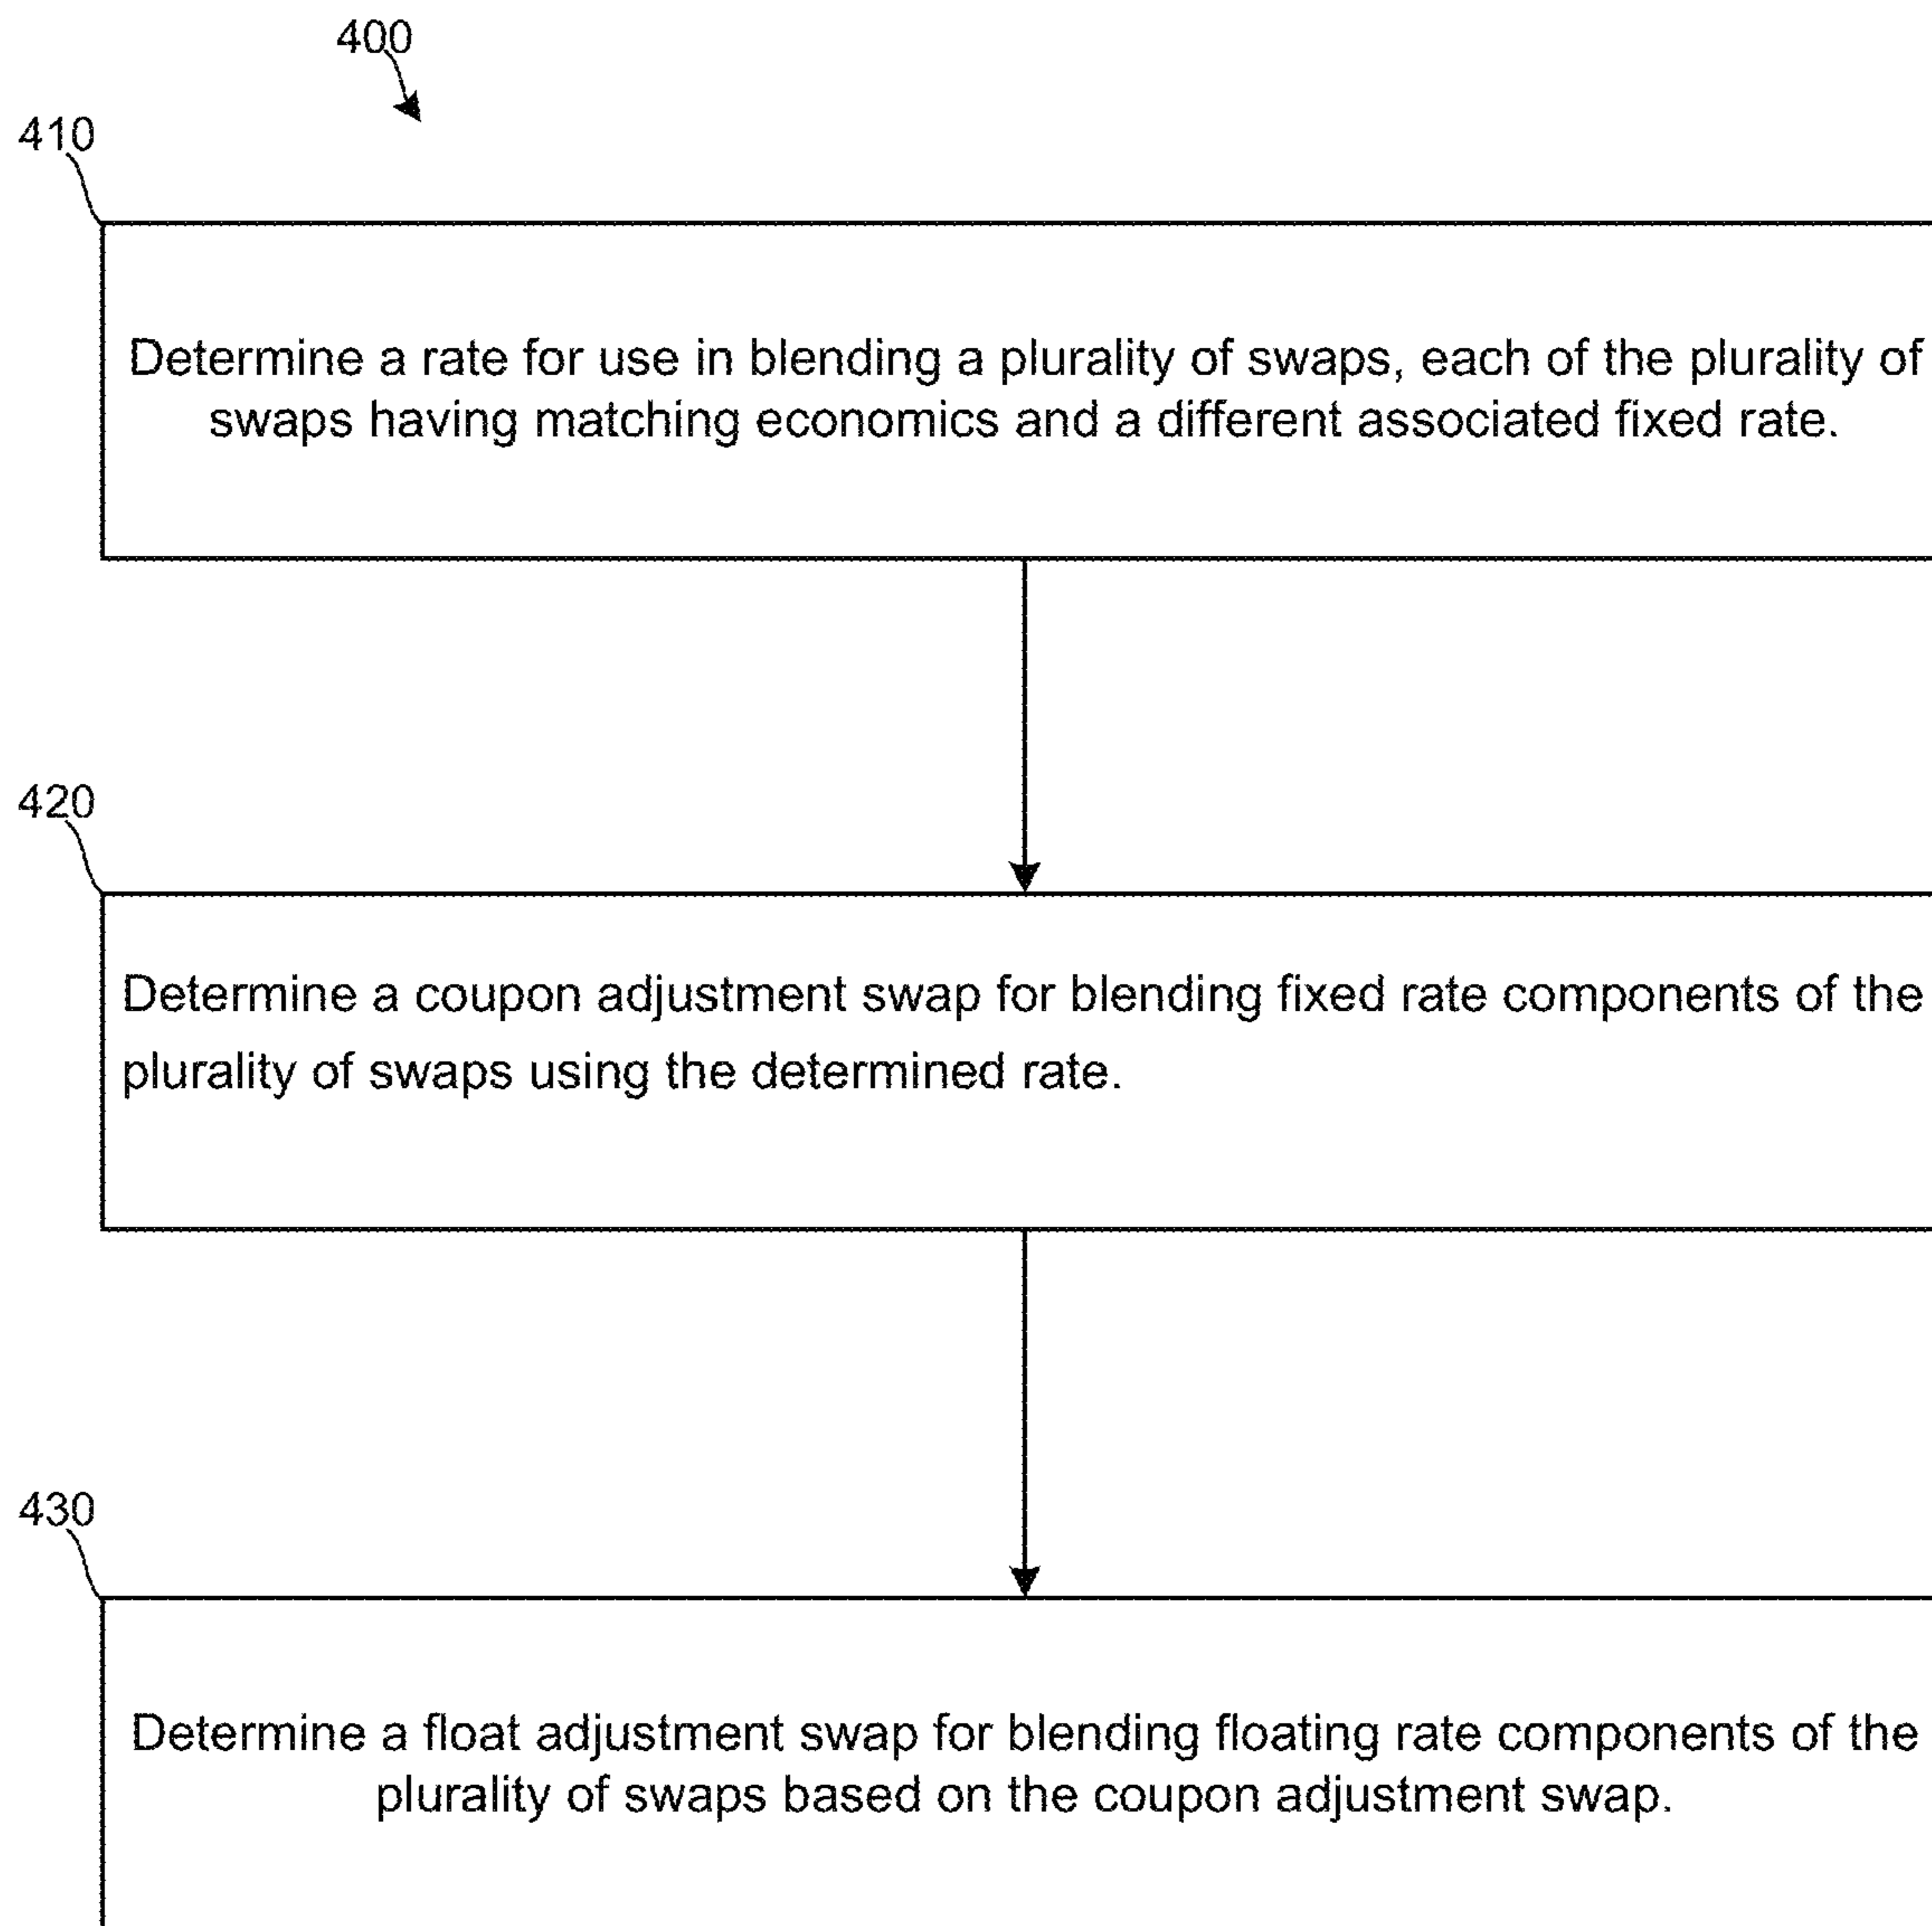 400
410
Determine a rate for use in blending a plurality of swaps, each of the plurality of
swaps having matching economics and a different associated fixed rate.
420
Determine a coupon adjustment swap for blending fixed rate components of the
plurality of swaps using the determined rate.
430
Determine a float adjustment swap for blending floating rate components of the
plurality of swaps based on the coupon adjustment swap.